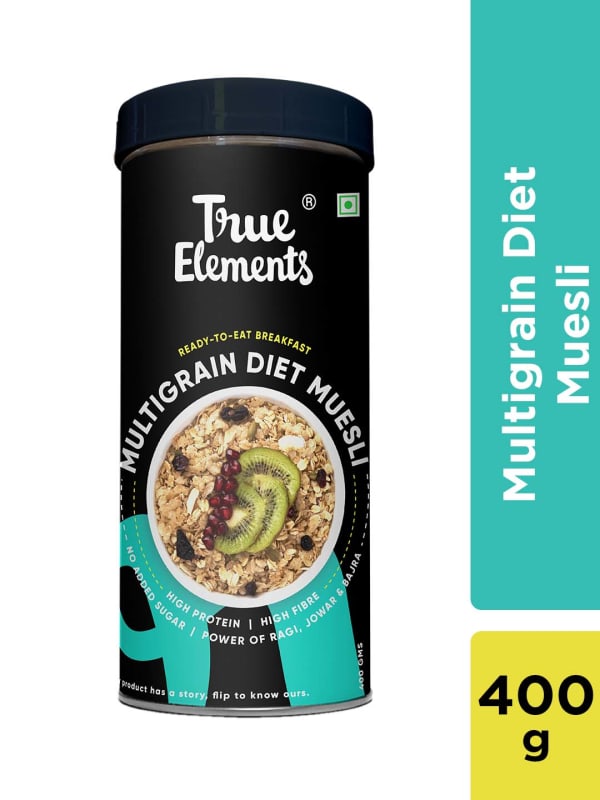 True
Elements
®
READY-TO-EAT BREAKFAST
MULTIGRAIN DIET MUESLI
HIGH PROTEIN | HIGH FIBRE
NO ADDED SUGAR | POWER OF RAGI, JOWAR & BAJRA
product has a story, flip to know ours.
400 GMS
Multigrain Diet
Muesli
400
g